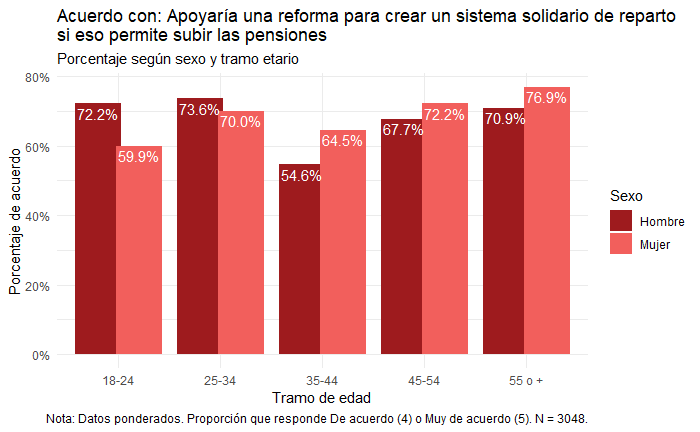 Acuerdo con: Apoyaría una reforma para crear un sistema solidario de reparto
si eso permite subir las pensiones
Porcentaje según sexo y tramo etario
80%
60%
40%
20%
0%
Porcentaje de acuerdo
72.2%
59.9%
73.6%
70.0%
54.6%
64.5%
67.7%
72.2%
70.9%
76.9%
18-24
25-34
35-44
45-54
55 o +
Tramo de edad
Sexo
Hombre
Mujer
Nota: Datos ponderados. Proporción que responde De acuerdo (4) o Muy de acuerdo (5). N = 3048.